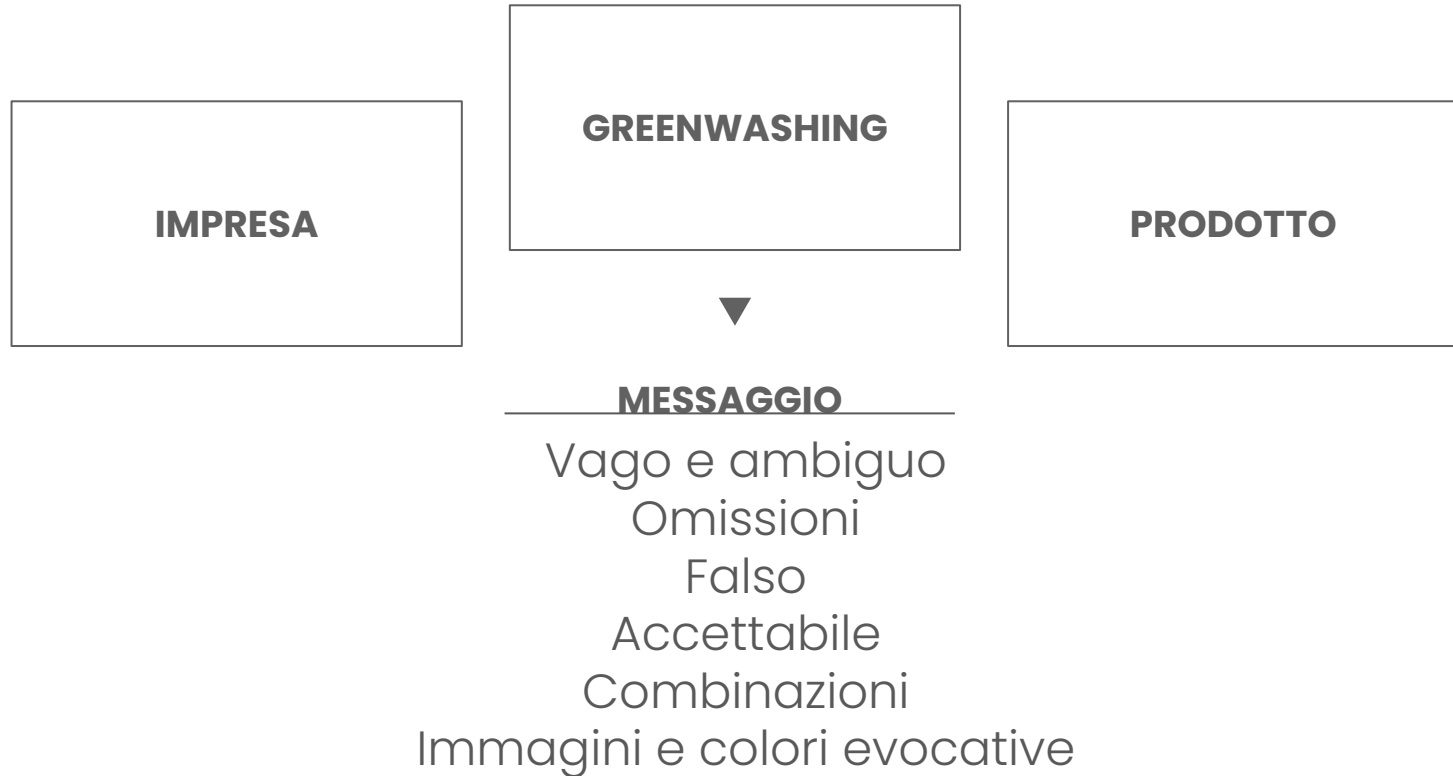 GREENWASHING
IMPRESA
PRODOTTO
MESSAGGIO
Vago e ambiguo
Omissioni
Falso
Accettabile
Combinazioni
Immagini e colori evocative